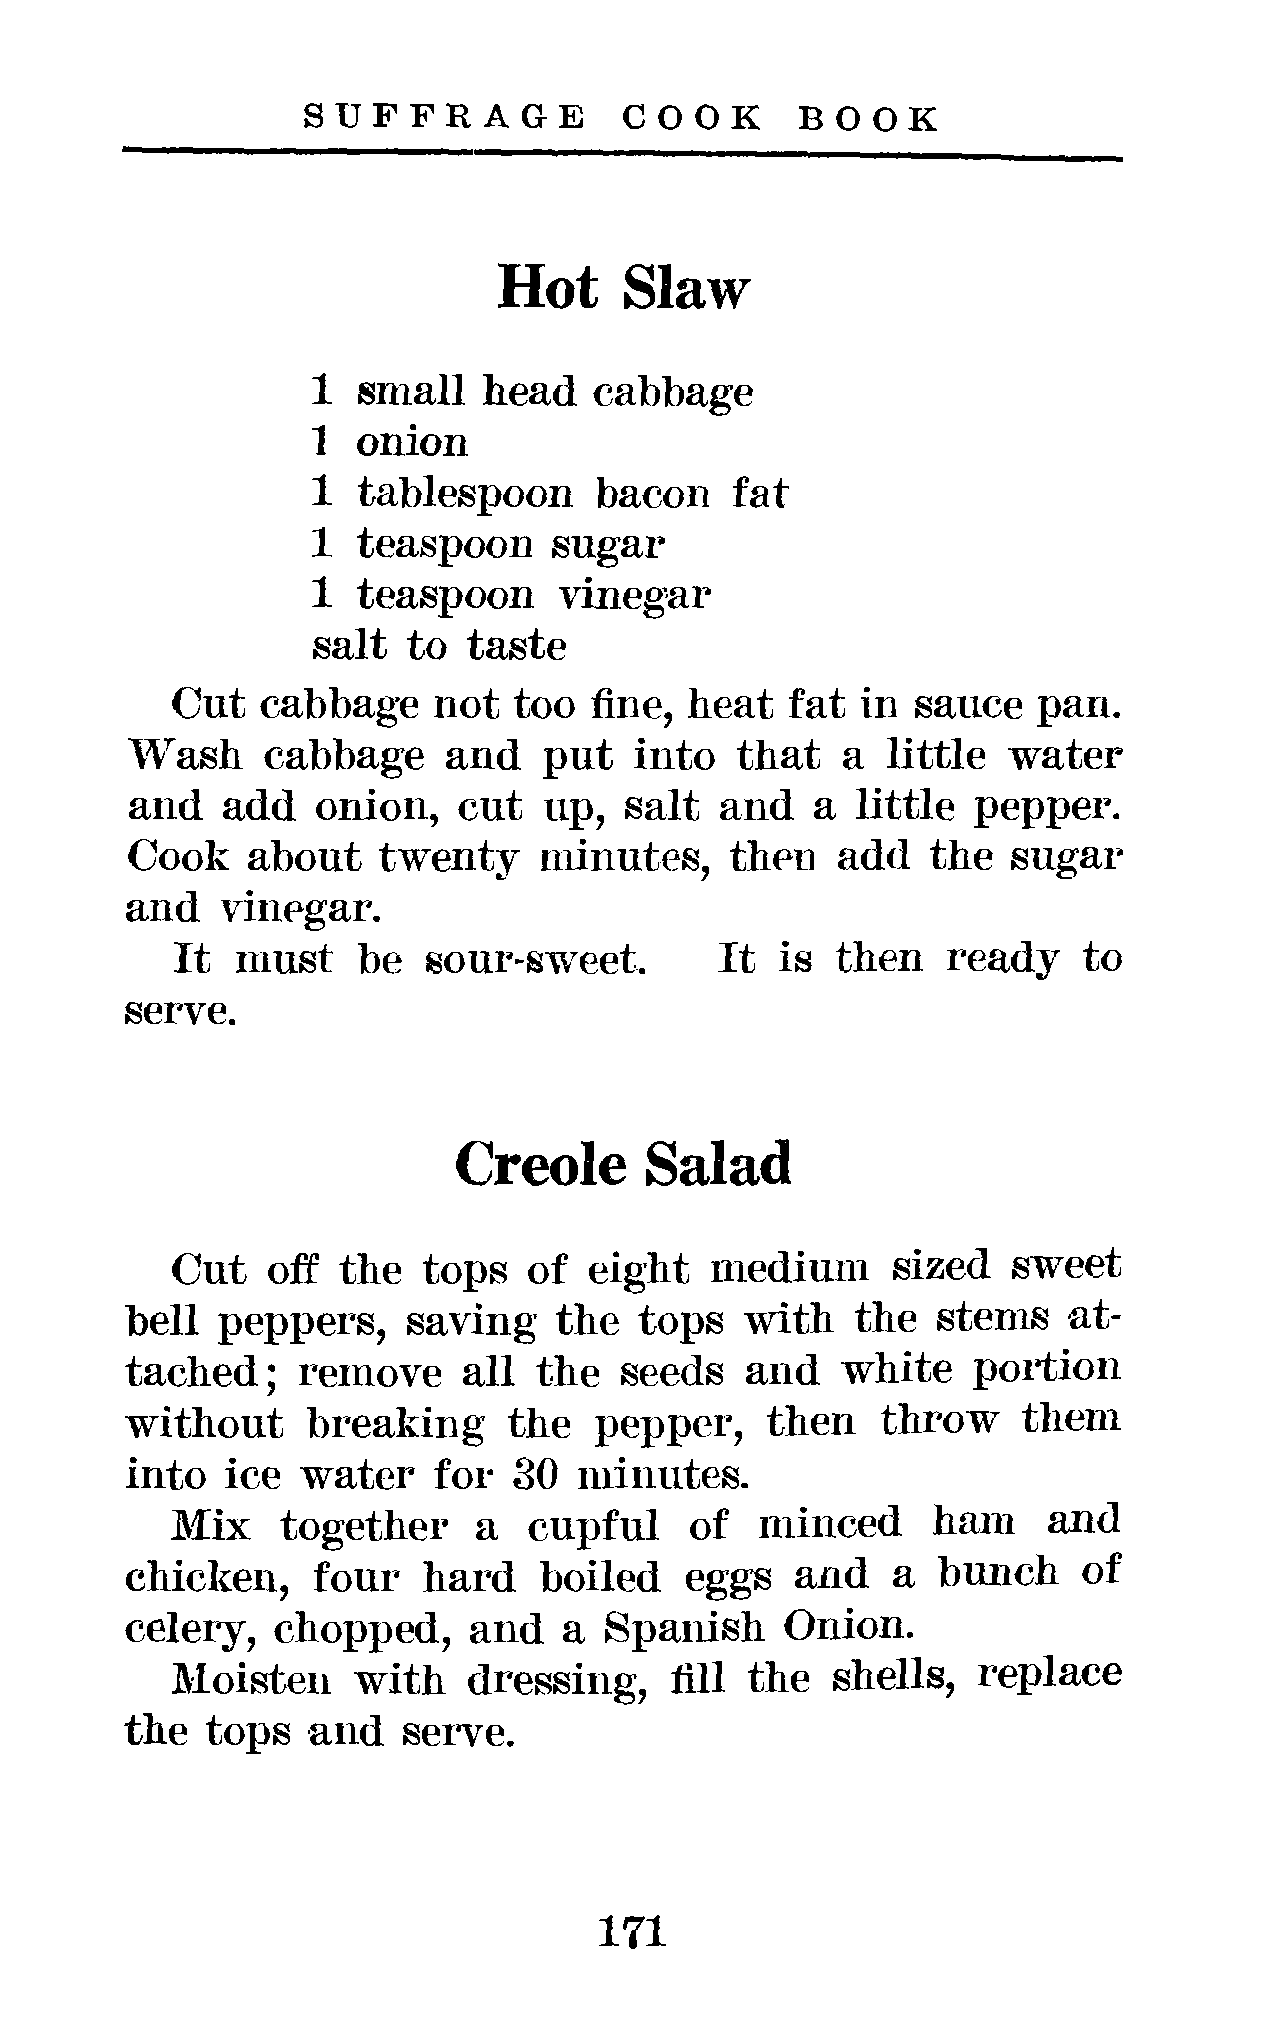 SUFFRAGE COOK BOOK
Hot Slaw
1 small head cabbage
1 onion
1 tablespoon bacon fat
1 teaspoon sugar
1 teaspoon vinegar
salt to taste
Cut cabbage not too fine, heat fat in sauce pan.
Wash cabbage and put into that a little water
and add onion, cut up, salt and a little pepper.
Cook about twenty minutes, then add the sugar
and vinegar.
It must be sour-sweet. It is then ready to
serve.
Creole Salad
Cut off the tops of eight medium sized sweet
bell peppers, saving the tops with the stems at-
tached; remove all the seeds and white portion
without breaking the pepper, then throw them
into ice water for 30 minutes.
Mix together a cupful of minced ham and
chicken, four hard boiled eggs and a bunch of
celery, chopped, and a Spanish Onion.
Moisten with dressing, fill the shells, replace
the tops and serve.
171